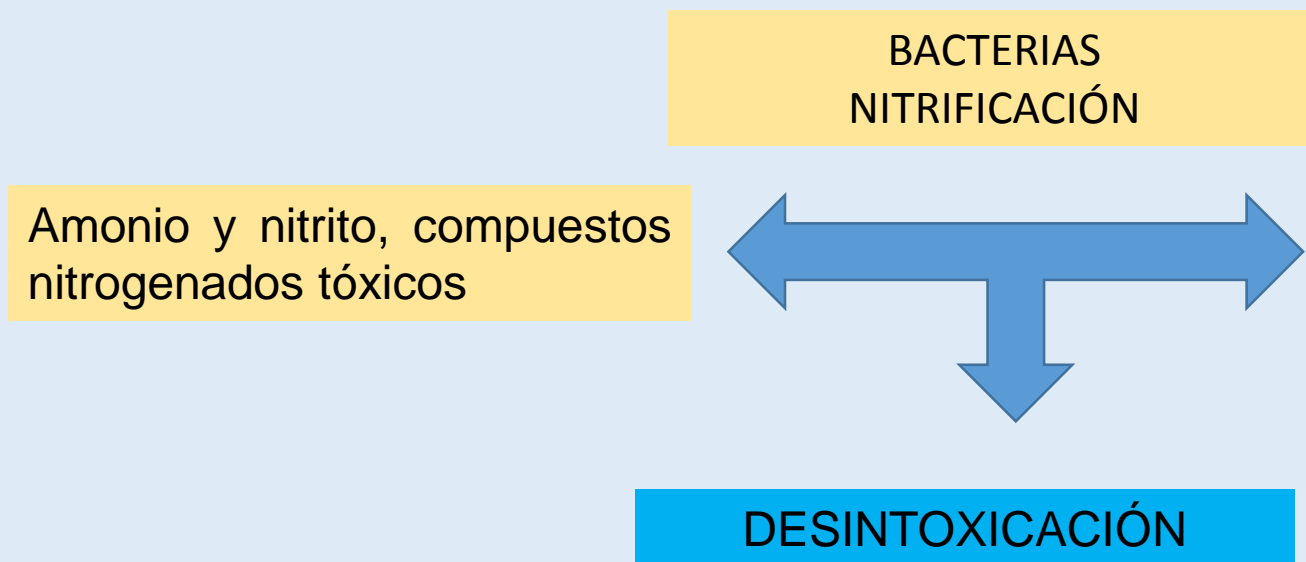 BACTERIAS
NITRIFICACIÓN
Amonio y nitrito, compuestos
nitrogenados tóxicos
DESINTOXICACIÓN